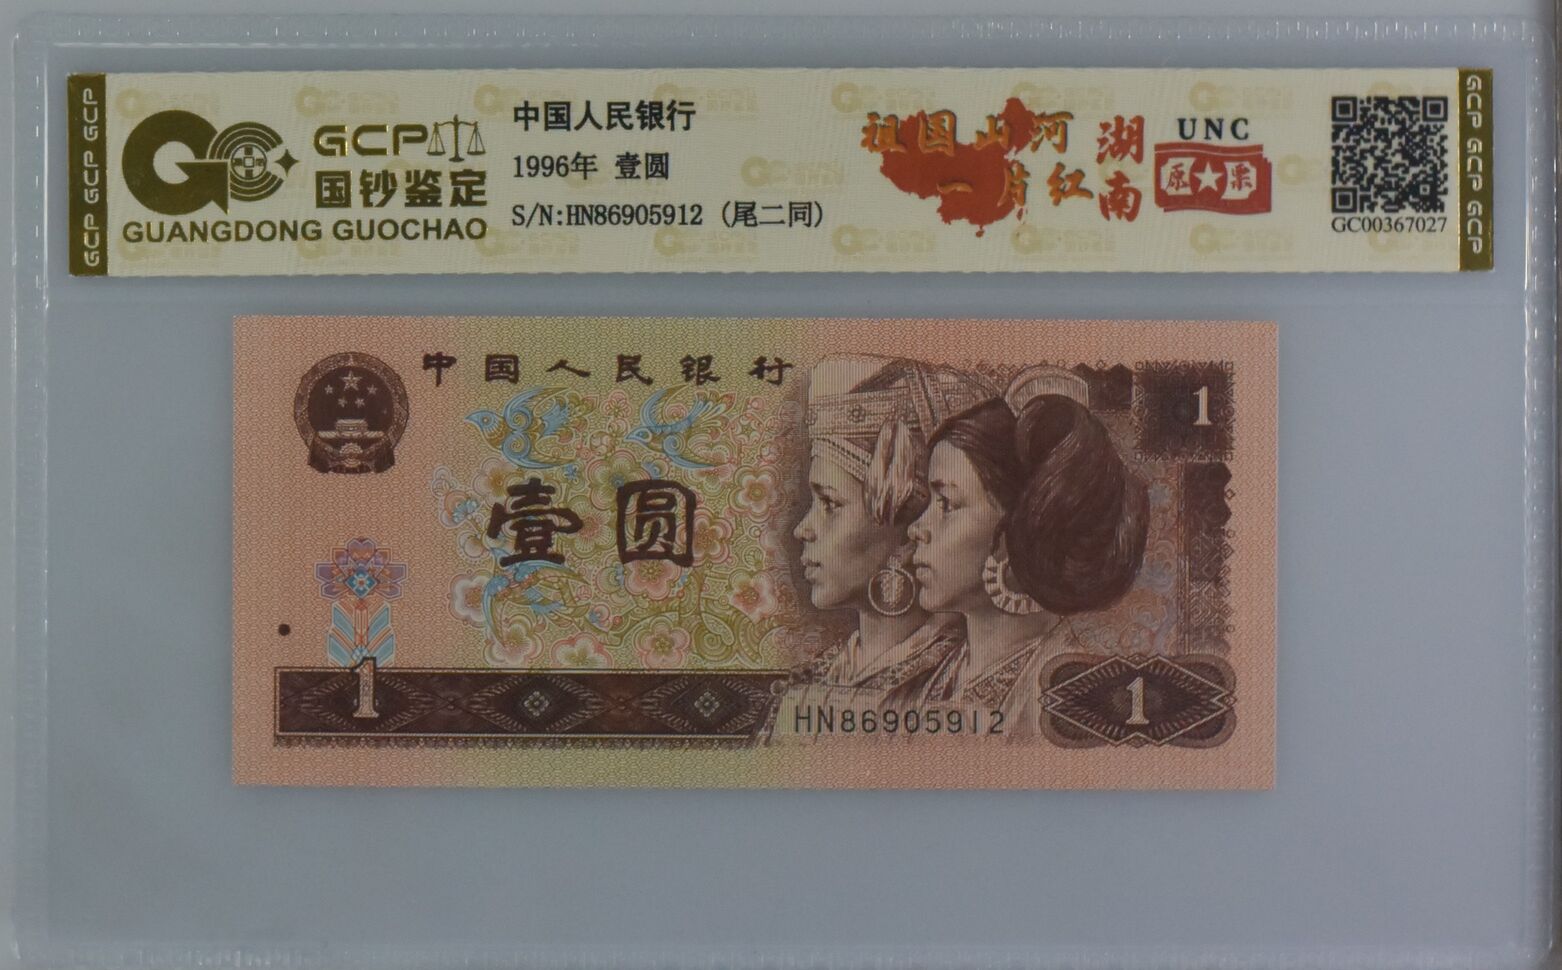 GCP GCP GCP
GCP
国钞鉴定
GUANGDONG GUOCHAO
中国人民银行
1996年 壹圆
S/N:HN86905912 (尾二同)
祖国山河
一片红
湖南
UNC
原★票
GC00367027
GCP GCP GCP
中国人民银行
1
壹圆
1
HN86905912
1